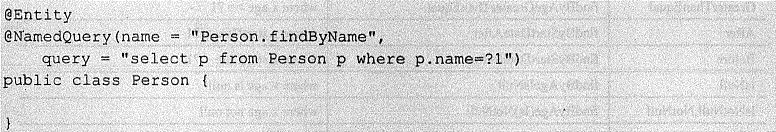 @Entity
@NamedQuery(name = "Person.findByName",
    query = "select p from Person p where p.name=?1")
public class Person {
}